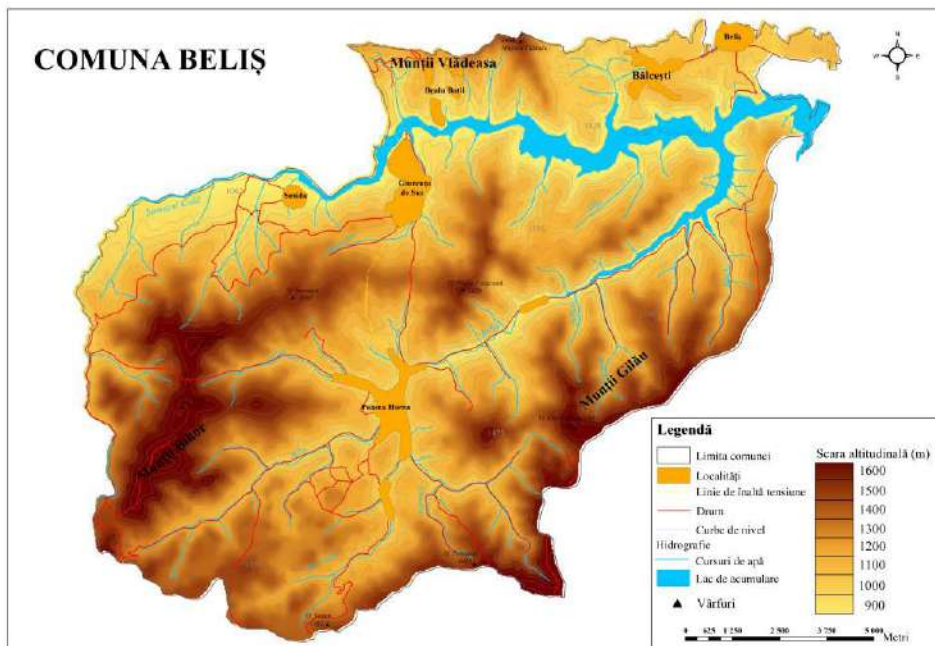 COMUNA BELIȘ
Beliș
Munții Vlădeasa
Bălcești
Dealu Botii
Giurcuța
de Sus
Smida
Someșul Cald
Munții Gilău
Poiana Horea
Munții Bihor
Legendă
Limita comunei
Localități
Linie de înaltă tensiune
Drum
Curbe de nivel
Hidrografie
Cursuri de apă
Lac de acumulare
Vârfuri
Scara altitudinală (m)
1600
1500
1400
1300
1200
1100
1000
900
0 625 1 250 2 500 3 750 5 000
Metri
N
W
E
S